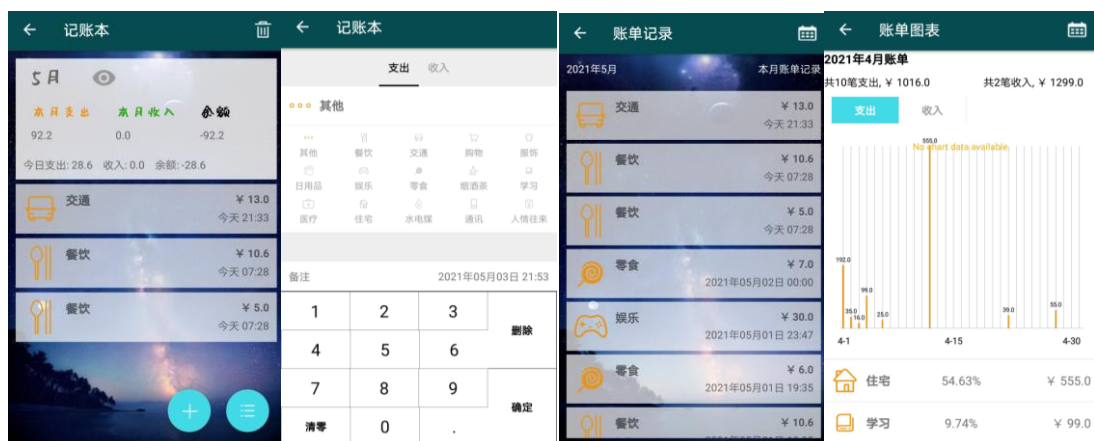 记账本
5月
本月支出 本月收入 余额
92.2 0.0 -92.2
今日支出: 28.6 收入: 0.0 余额: -28.6
交通 ¥ 13.0
今天 21:33
餐饮 ¥ 10.6
今天 07:28
餐饮 ¥ 5.0
今天 07:28
记账本
支出 收入
其他
其他 餐饮 交通 购物 服饰
日用品 娱乐 零食 烟酒茶 学习
医疗 住宅 水电煤 通讯 人情往来
备注 2021年05月03日 21:53
1 2 3
删除
4 5 6
7 8 9
确定
清零 0 .
账单记录
2021年5月 本月账单记录
交通 ¥ 13.0
今天 21:33
餐饮 ¥ 10.6
今天 07:28
餐饮 ¥ 5.0
今天 07:28
零食 ¥ 7.0
2021年05月02日 00:00
娱乐 ¥ 30.0
2021年05月01日 23:47
零食 ¥ 6.0
2021年05月01日 19:35
餐饮 ¥ 10.6
账单图表
2021年4月账单
共10笔支出, ¥ 1016.0 共2笔收入, ¥ 1299.0
支出 收入
555.0
No chart data available.
192.0
99.0
35.0
16.0
25.0
39.0
55.0
4-1 4-15 4-30
住宅 54.63% ¥ 555.0
学习 9.74% ¥ 99.0